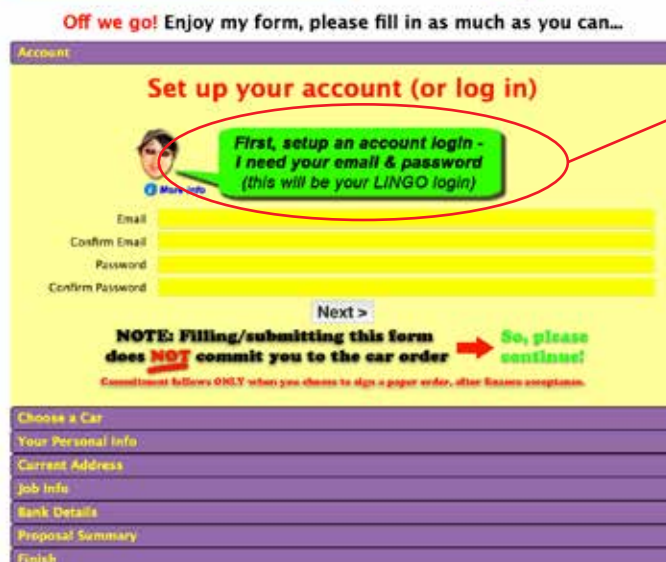 Off we go! Enjoy my form, please fill in as much as you can...
Account
Set up your account (or log in)
First, setup an account login -
I need your email & password
(this will be your LINGO login)
More info
Email
Confirm Email
Password
Confirm Password
Next >
NOTE: Filling/submitting this form
does NOT commit you to the car order
So, please
continue!
Commitment follows ONLY when you choose to sign a paper order, after finance acceptance.
Choose a Car
Your Personal Info
Current Address
Job Info
Bank Details
Proposal Summary
Finish